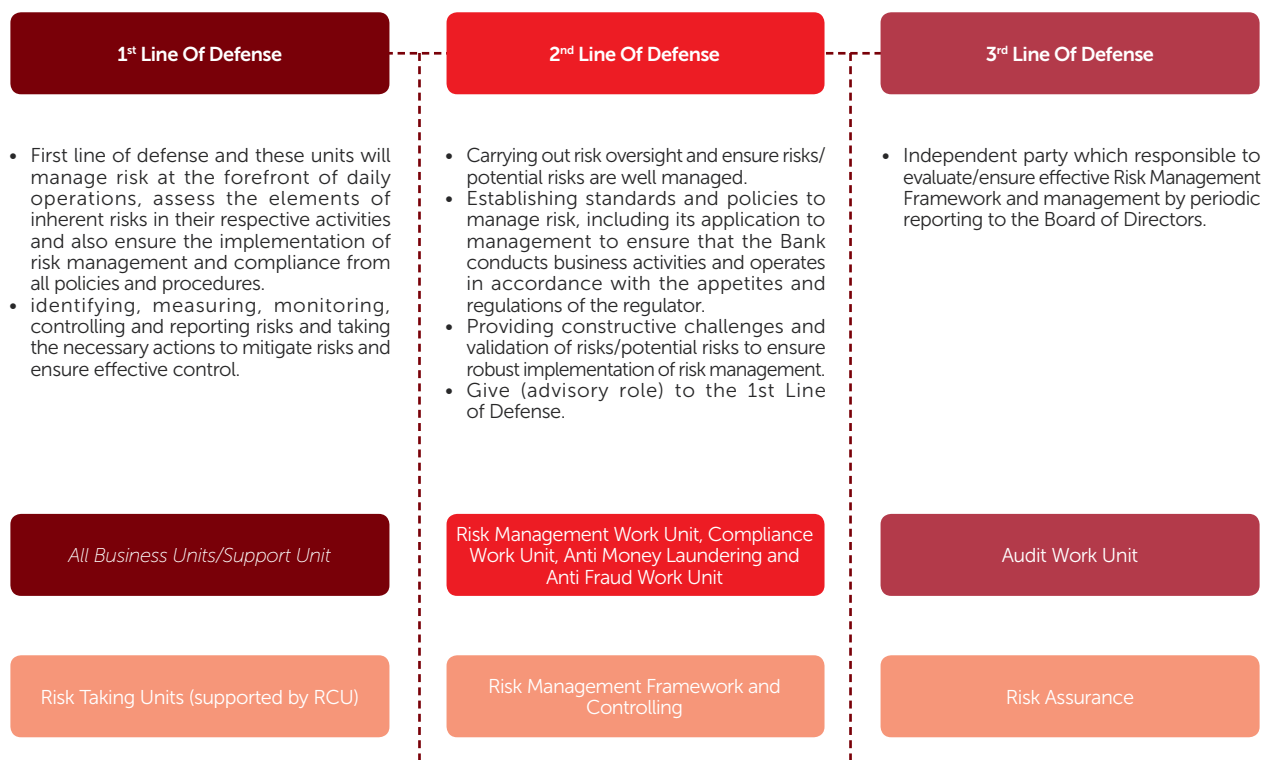 1st Line Of Defense
2nd Line Of Defense
3rd Line Of Defense
• First line of defense and these units will
manage risk at the forefront of daily
operations, assess the elements of
inherent risks in their respective activities
and also ensure the implementation of
risk management and compliance from
all policies and procedures.
• identifying, measuring, monitoring,
controlling and reporting risks and taking
the necessary actions to mitigate risks and
ensure effective control.
• Carrying out risk oversight and ensure risks/
potential risks are well managed.
• Establishing standards and policies to
manage risk, including its application to
management to ensure that the Bank
conducts business activities and operates
in accordance with the appetites and
regulations of the regulator.
• Providing constructive challenges and
validation of risks/potential risks to ensure
robust implementation of risk management.
• Give (advisory role) to the 1st Line
of Defense.
• Independent party which responsible to
evaluate/ensure effective Risk Management
Framework and management by periodic
reporting to the Board of Directors.
All Business Units/Support Unit
Risk Management Work Unit, Compliance
Work Unit, Anti Money Laundering and
Anti Fraud Work Unit
Audit Work Unit
Risk Taking Units (supported by RCU)
Risk Management Framework and
Controlling
Risk Assurance